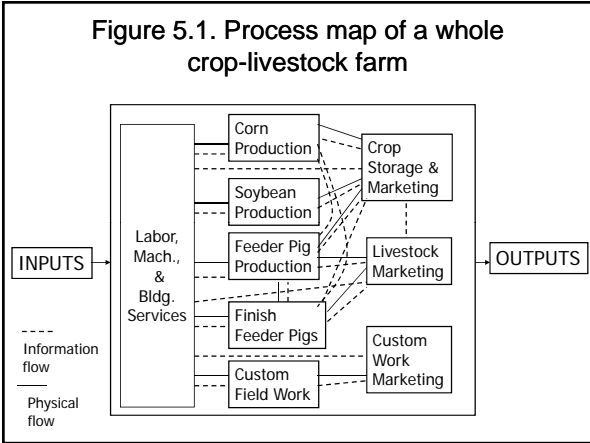 Figure 5.1. Process map of a whole
crop-livestock farm
INPUTS
Labor,
Mach.,
&
Bldg.
Services
Corn
Production
Soybean
Production
Feeder Pig
Production
Finish
Feeder Pigs
Custom
Field Work
Crop
Storage &
Marketing
Livestock
Marketing
Custom
Work
Marketing
OUTPUTS
Information
flow
Physical
flow